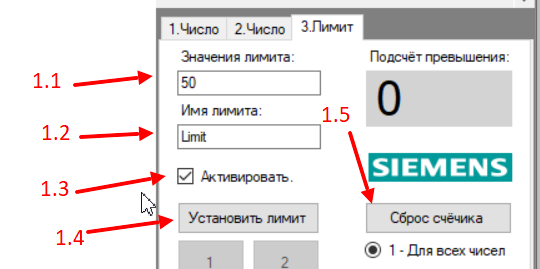 1.Число 2.Число 3.Лимит
Значения лимита: Подсчёт превышения:
1.1 50
0
Имя лимита:
1.5
1.2 Limit
SIEMENS
1.3 Активировать.
1.4 Установить лимит Сброс счёчика
1 2 1 - Для всех чисел